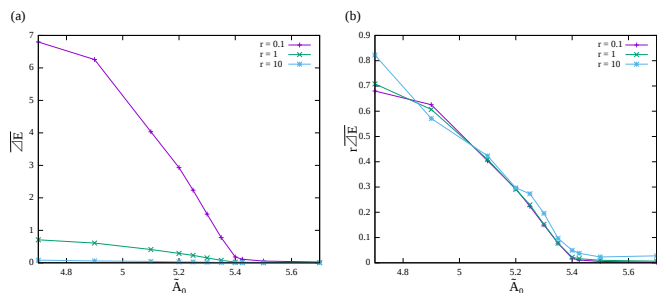 (a)
7
6
5
4
3
2
1
0
4.8
5
5.2
5.4
5.6
r = 0.1
r = 1
r = 10
⊿E
Ã₀
(b)
0.9
0.8
0.7
0.6
0.5
0.4
0.3
0.2
0.1
0
4.8
5
5.2
5.4
5.6
r = 0.1
r = 1
r = 10
r⊿E
Ã₀